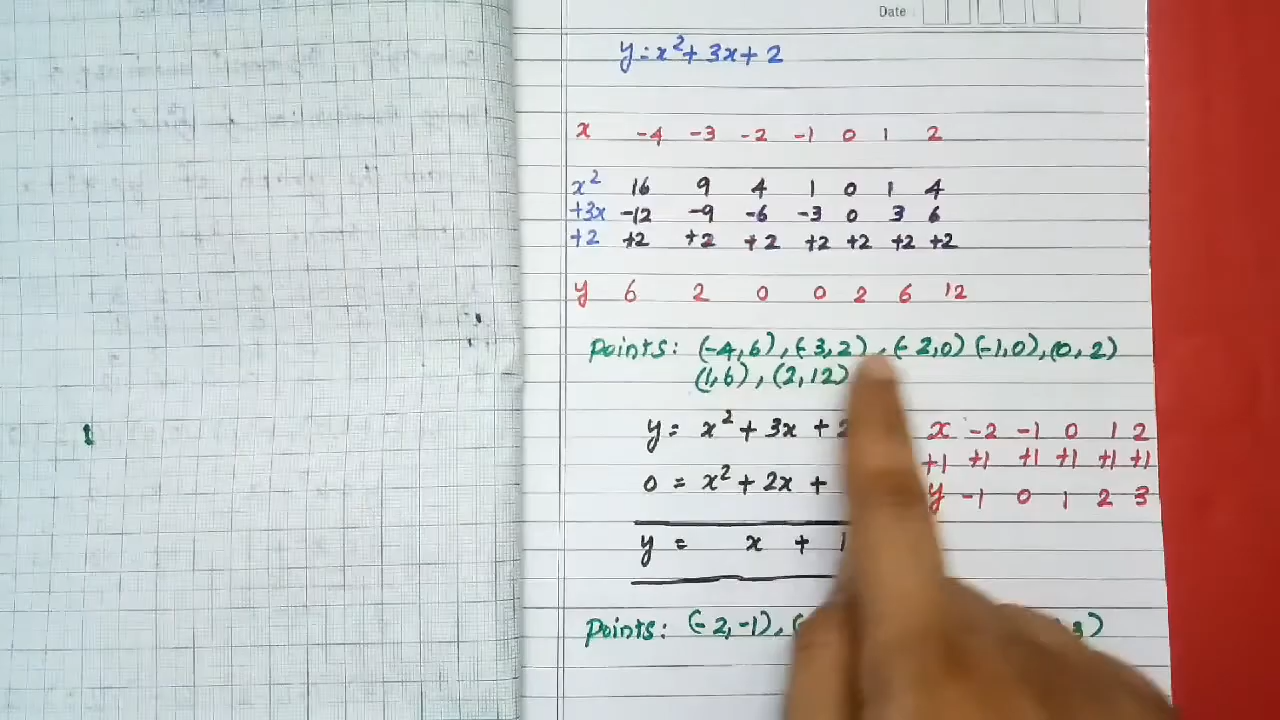 Date
y = x² + 3x + 2
x -4 -3 -2 -1 0 1 2
x² 16 9 4 1 0 1 4
+3x -12 -9 -6 -3 0 3 6
+2 +2 +2 +2 +2 +2 +2 +2
y 6 2 0 0 2 6 12
Points: (-4,6), (-3,2), (-2,0) (-1,0), (0,2)
(1,6), (2,12)
y = x² + 3x +
0 = x² + 2x +
y = x +
x -2 -1 0 1 2
+1 +1 +1 +1 +1 +1
y -1 0 1 2 3
Points: (-2,-1), 3)